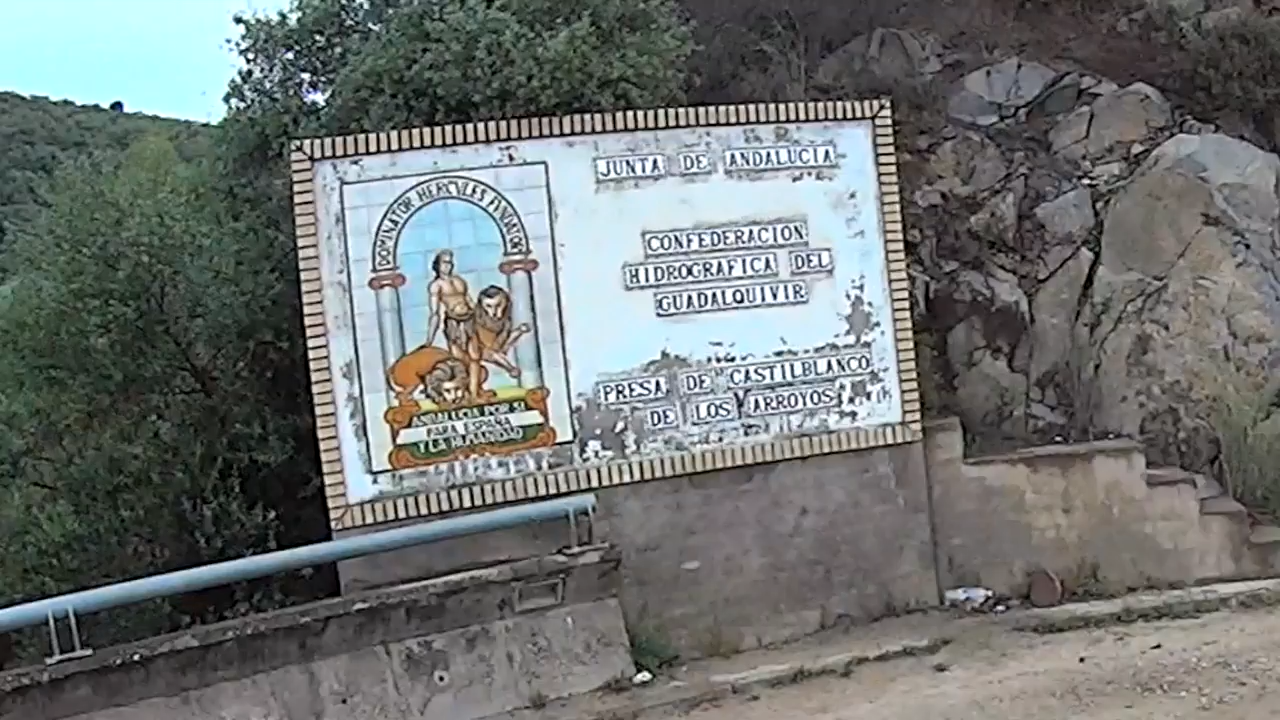 DOMINATOR HERCVLES FVNDATOR
ANDALUCIA POR SI
PARA ESPAÑA
Y LA HUMANIDAD
JUNTA DE ANDALUCIA
CONFEDERACION
HIDROGRAFICA DEL
GUADALQUIVIR
PRESA DE CASTILBLANCO
DE LOS ARROYOS